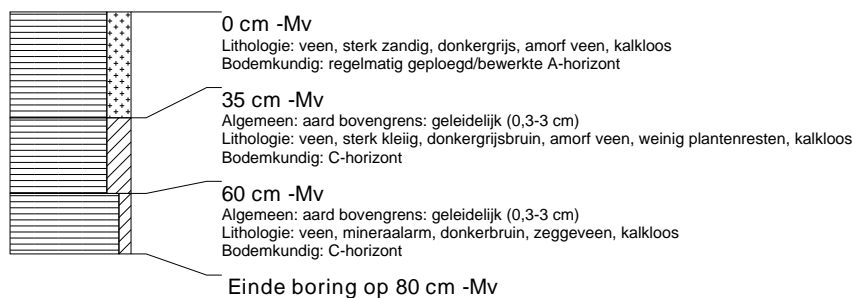 0 cm -Mv
Lithologie: veen, sterk zandig, donkergrijs, amorf veen, kalkloos
Bodemkundig: regelmatig geploegd/bewerkte A-horizont
35 cm -Mv
Algemeen: aard bovengrens: geleidelijk (0,3-3 cm)
Lithologie: veen, sterk kleiig, donkergrijsbruin, amorf veen, weinig plantenresten, kalkloos
Bodemkundig: C-horizont
60 cm -Mv
Algemeen: aard bovengrens: geleidelijk (0,3-3 cm)
Lithologie: veen, mineraalarm, donkerbruin, zeggeveen, kalkloos
Bodemkundig: C-horizont
Einde boring op 80 cm -Mv